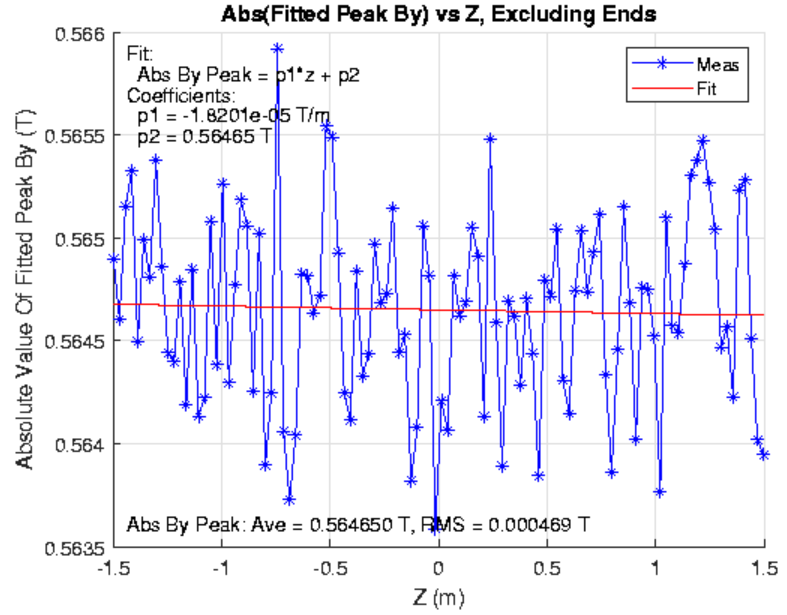 Abs(Fitted Peak By) vs Z, Excluding Ends
0.566
0.5655
0.565
0.5645
0.564
0.5635
Absolute Value Of Fitted Peak By (T)
Fit:
Abs By Peak = p1*z + p2
Coefficients:
p1 = -1.8201e-05 T/m
p2 = 0.56465 T
Meas
Fit
Abs By Peak: Ave = 0.564650 T, RMS = 0.000469 T
-1.5 -1 -0.5 0 0.5 1 1.5
Z (m)